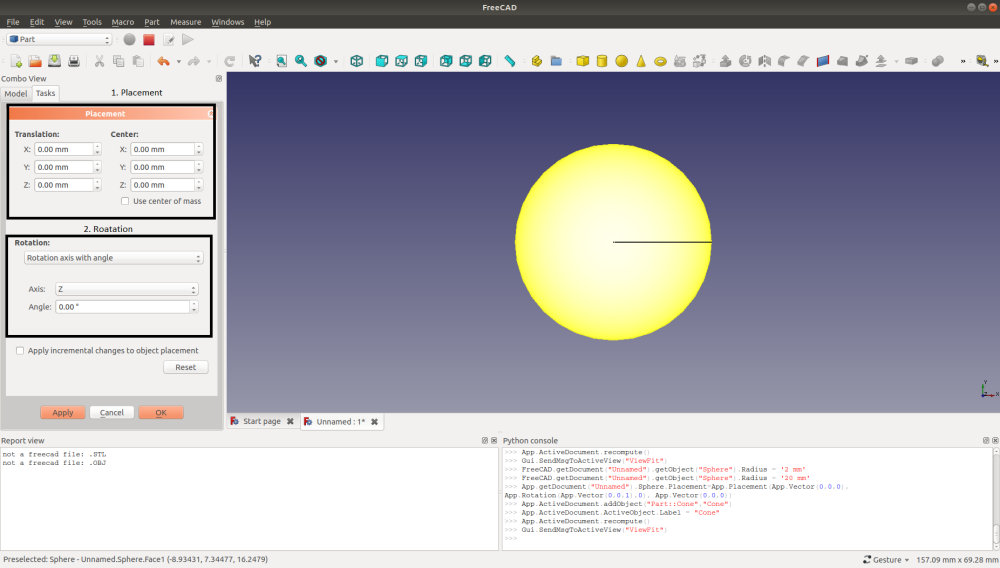 FreeCAD
File Edit View Tools Macro Part Measure Windows Help
Part
» »
Combo View
Model Tasks 1. Placement
Placement
Translation: Center:
X: 0.00 mm X: 0.00 mm
Y: 0.00 mm Y: 0.00 mm
Z: 0.00 mm Z: 0.00 mm
Use center of mass
2. Roatation
Rotation:
Rotation axis with angle
Axis: Z
Angle: 0.00 °
Apply incremental changes to object placement
Reset
Apply Cancel OK
Y
Z X
Start page Unnamed : 1*
Report view
not a freecad file: .STL
not a freecad file: .OBJ
Python console
>>> App.ActiveDocument.recompute()
>>> Gui.SendMsgToActiveView("ViewFit")
>>> FreeCAD.getDocument("Unnamed").getObject("Sphere").Radius = '2 mm'
>>> FreeCAD.getDocument("Unnamed").getObject("Sphere").Radius = '20 mm'
>>> App.getDocument("Unnamed").Sphere.Placement=App.Placement(App.Vector(0,0,0),
App.Rotation(App.Vector(0,0,1),0), App.Vector(0,0,0))
>>> App.ActiveDocument.addObject("Part::Cone","Cone")
>>> App.ActiveDocument.ActiveObject.Label = "Cone"
>>> App.ActiveDocument.recompute()
>>> Gui.SendMsgToActiveView("ViewFit")
>>>
Preselected: Sphere - Unnamed.Sphere.Face1 (-8.93431, 7.34477, 16.2479) Gesture 157.09 mm x 69.28 mm